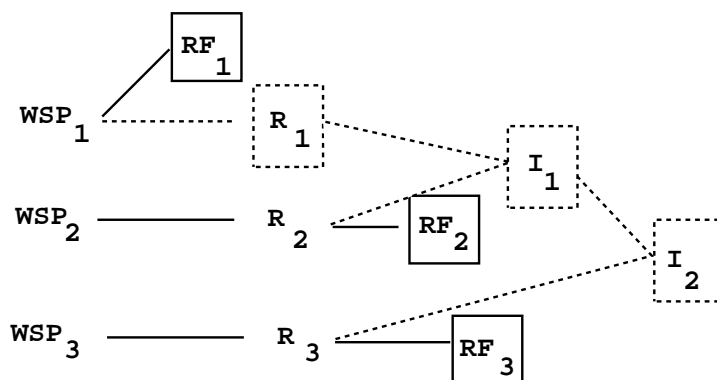 RF1
WSP1 R1 I1
WSP2 R2 RF2
I2
WSP3 R3 RF3